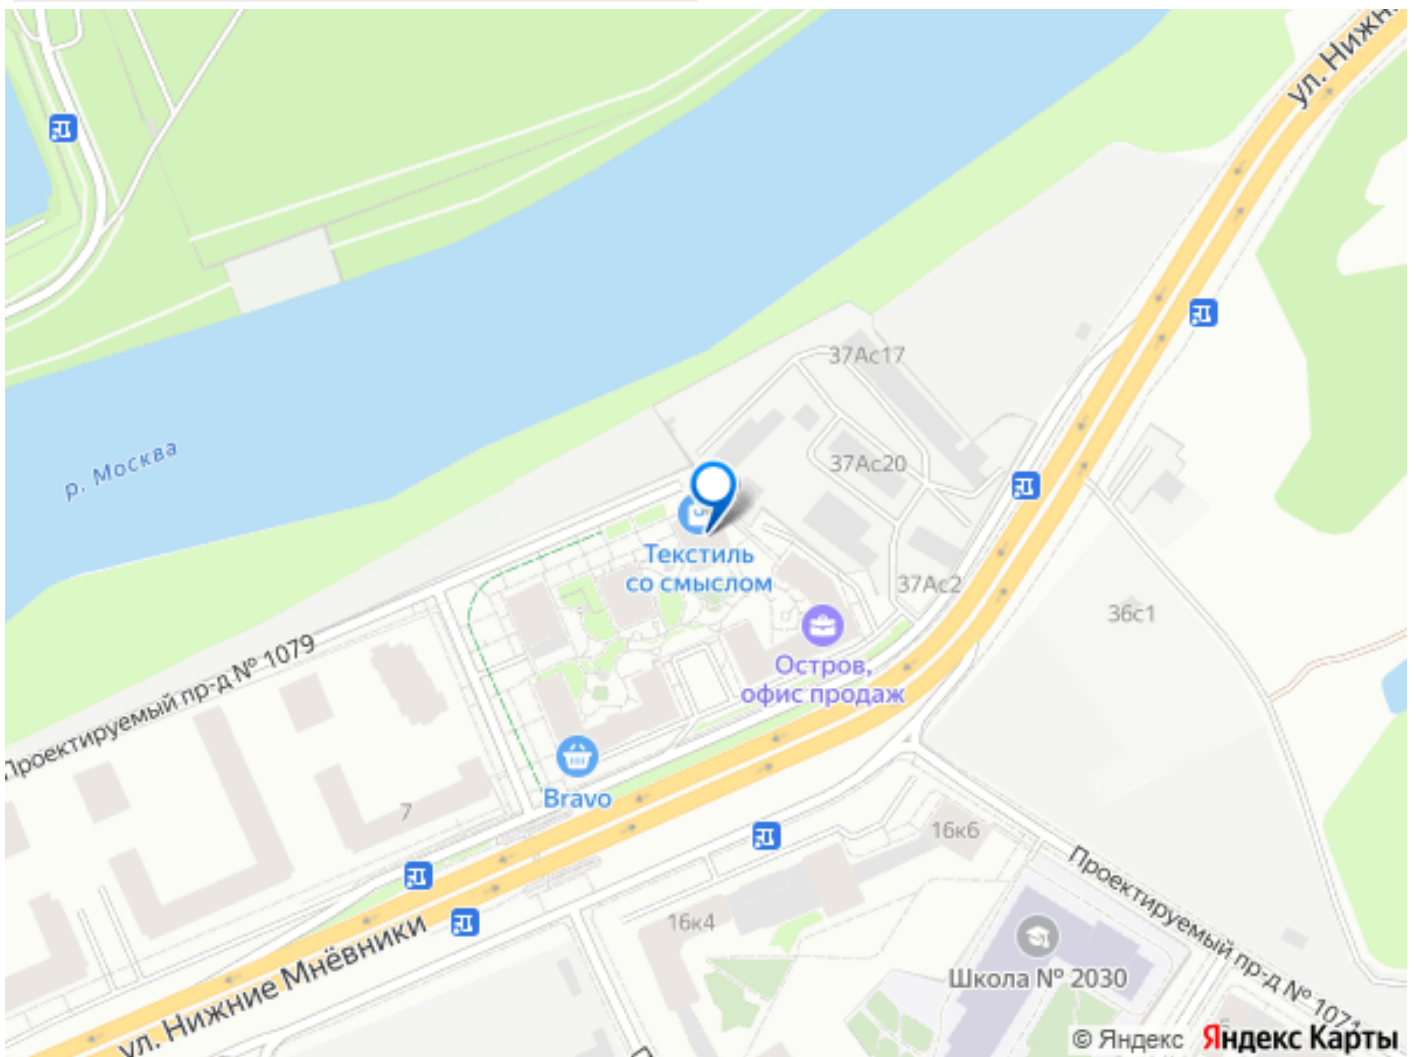 ул. Нижн
37Ас17
37Ас20
р. Москва
Текстиль
со смыслом
37Ас2
36с1
Проектируемый пр-д № 1079
Остров,
офис продаж
Bravo
7
16к6
Проектируемый пр-д № 1071
16к4
ул. Нижние Мнёвники
Школа № 2030
© Яндекс Яндекс Карты